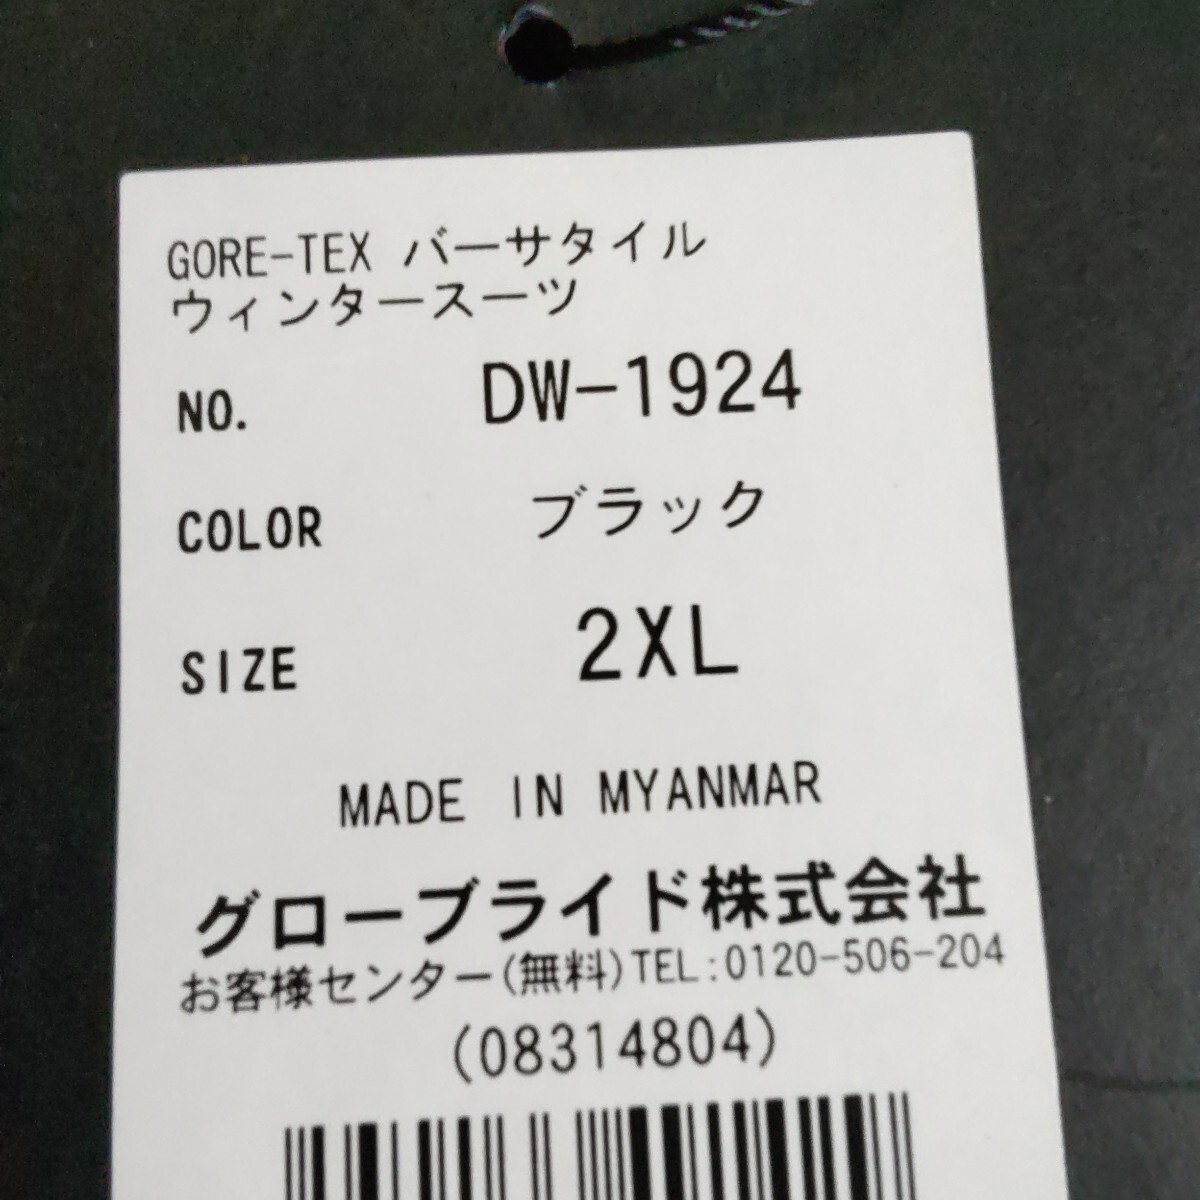 GORE-TEX バーサタイル
ウィンタースーツ
NO. DW-1924
COLOR ブラック
SIZE 2XL
MADE IN MYANMAR
グローブライド株式会社
お客様センター(無料)TEL:0120-506-204
(08314804)